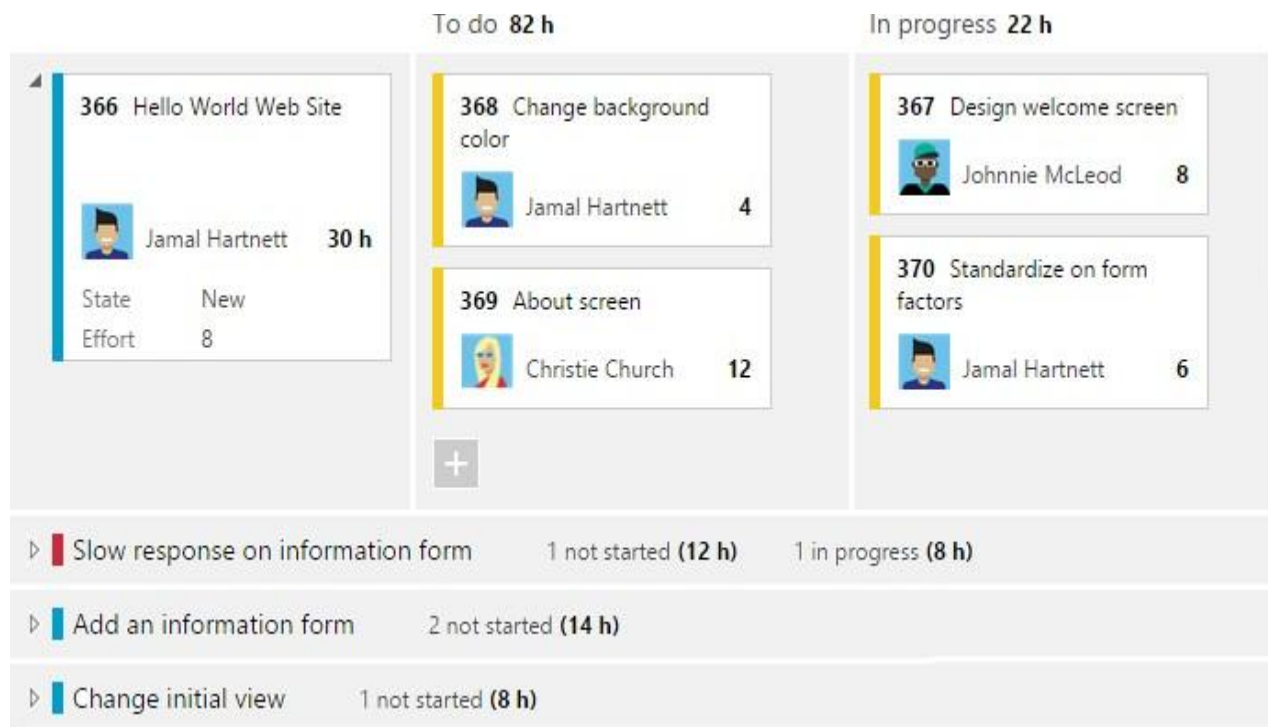 To do 82 h
In progress 22 h
366 Hello World Web Site
Jamal Hartnett 30 h
State New
Effort 8
368 Change background
color
Jamal Hartnett 4
369 About screen
Christie Church 12
367 Design welcome screen
Johnnie McLeod 8
370 Standardize on form
factors
Jamal Hartnett 6
Slow response on information form 1 not started (12 h) 1 in progress (8 h)
Add an information form 2 not started (14 h)
Change initial view 1 not started (8 h)